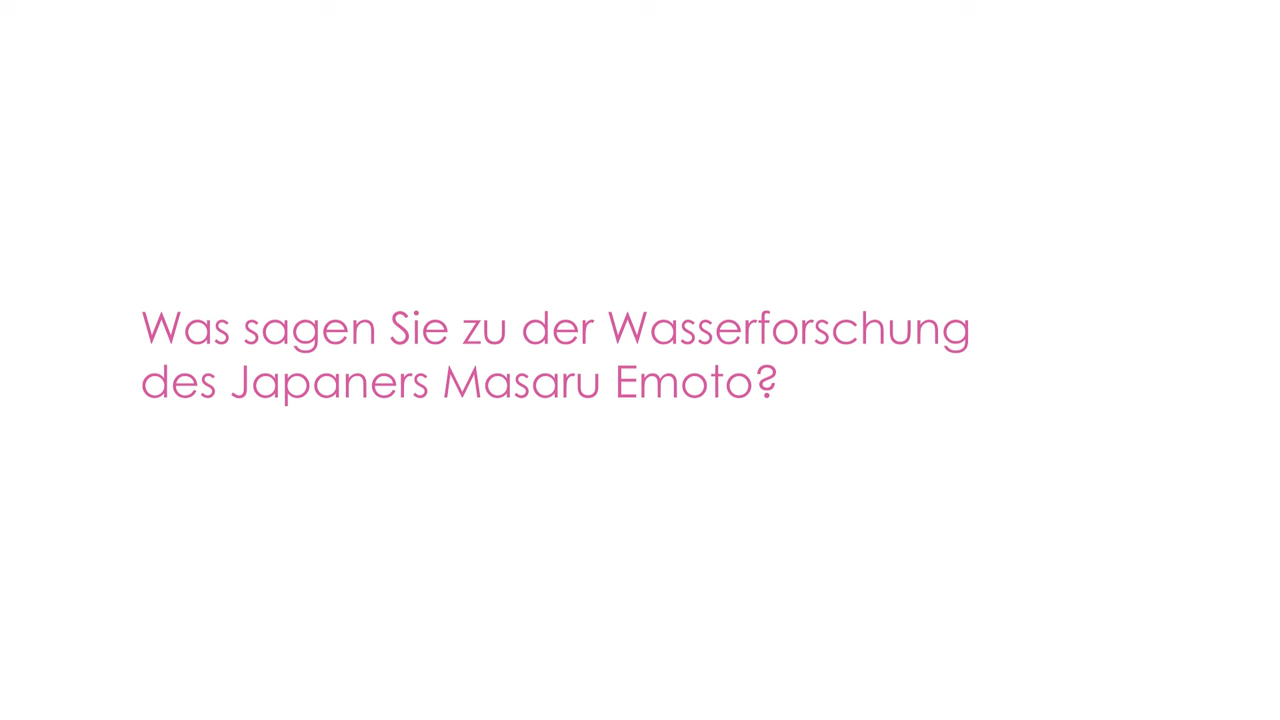 Was sagen Sie zu der Wasserforschung
des Japaners Masaru Emoto?